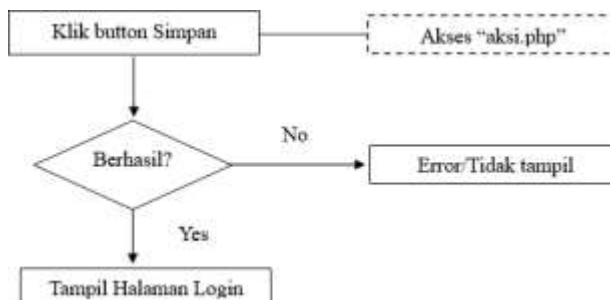 Klik button Simpan
Akses “aksi.php”
Berhasil?
No
Error/Tidak tampil
Yes
Tampil Halaman Login